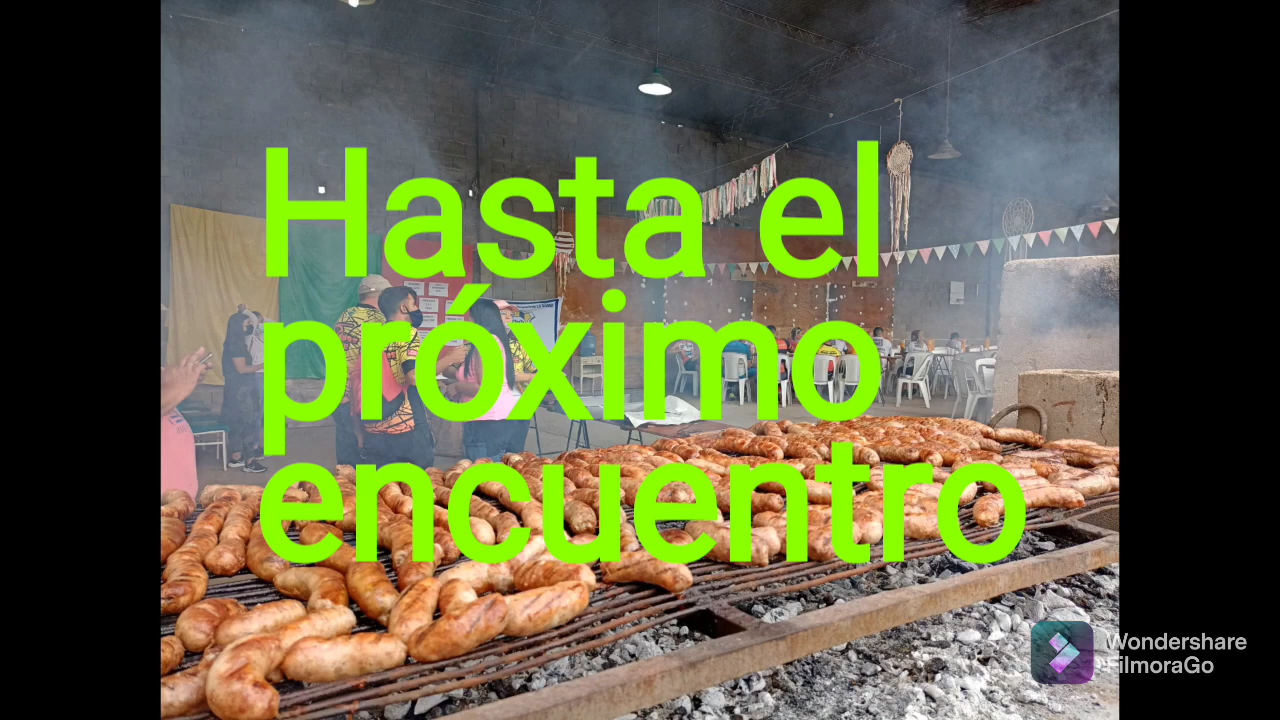 Hasta el
próximo
encuentro
Wondershare
FilmoraGo